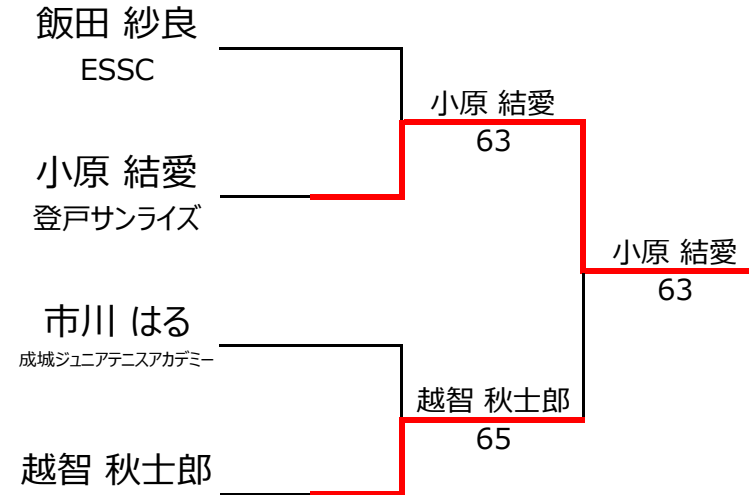 飯田 紗良
ESSC
小原 結愛
63
小原 結愛
登戸サンライズ
小原 結愛
63
市川 はる
成城ジュニアテニスアカデミー
越智 秋士郎
65
越智 秋士郎